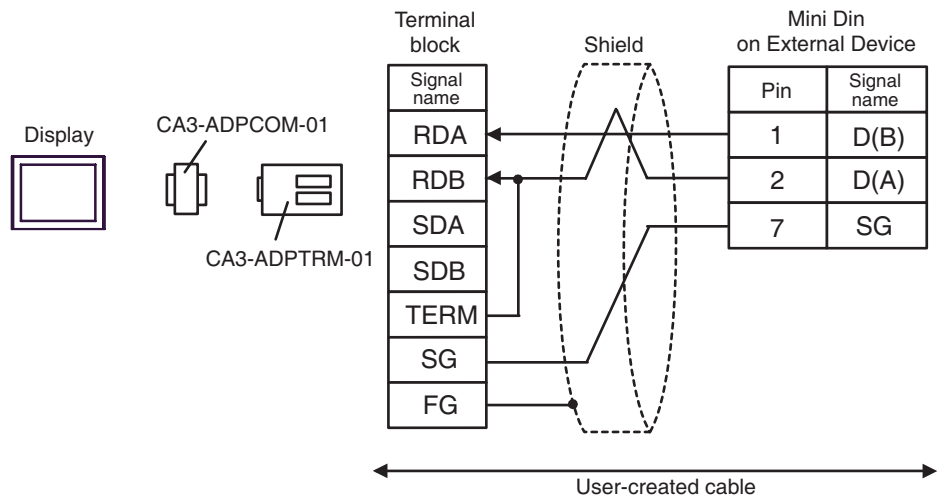 Display
CA3-ADPCOM-01
CA3-ADPTRM-01
Terminal
block
Signal
name
RDA
RDB
SDA
SDB
TERM
SG
FG
Shield
Mini Din
on External Device
Pin
Signal
name
1
D(B)
2
D(A)
7
SG
User-created cable